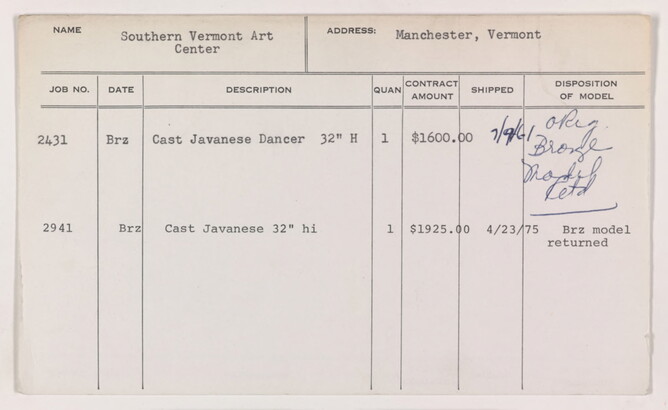 NAME Southern Vermont Art Center ADDRESS: Manchester, Vermont
JOB NO. DATE DESCRIPTION QUAN CONTRACT AMOUNT SHIPPED DISPOSITION OF MODEL
2431 Brz Cast Javanese Dancer 32" H 1 $1600.00 7/9/61 Orig.
Bronze
Model
Retd
2941 Brz Cast Javanese 32" hi 1 $1925.00 4/23/75 Brz model
returned